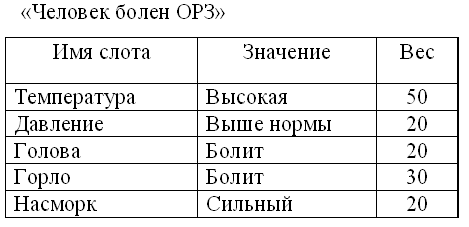 «Человек болен ОРЗ»
Имя слота Значение Вес
Температура Высокая 50
Давление Выше нормы 20
Голова Болит 20
Горло Болит 30
Насморк Сильный 20